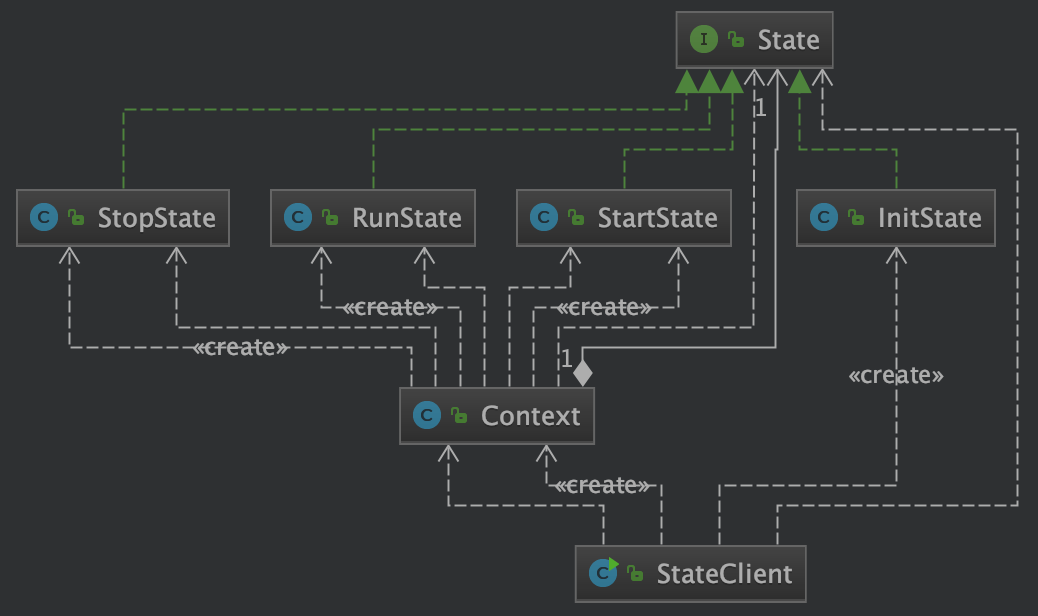 I State
1
C StopState
C RunState
C StartState
C InitState
«create»
«create»
«create»
1
«create»
C Context
«create»
C StateClient